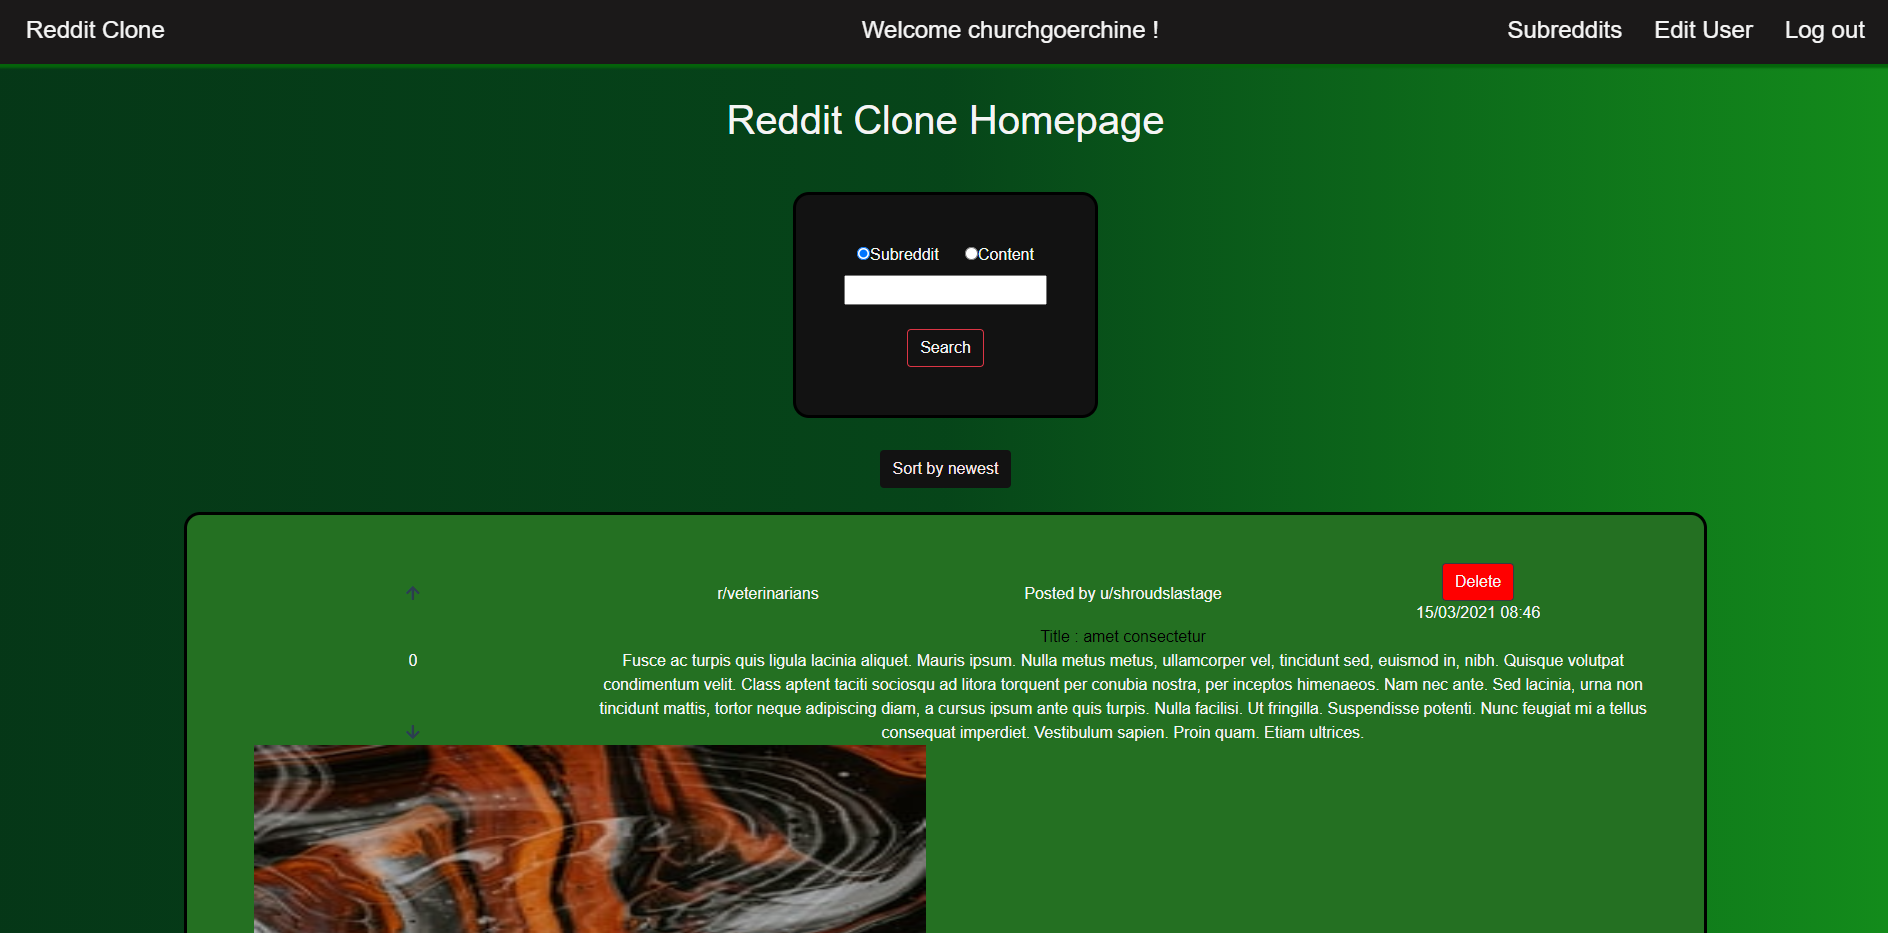 Reddit Clone
Welcome churchgoerchine !
Subreddits
Edit User
Log out
Reddit Clone Homepage
Subreddit
Content
Search
Sort by newest
r/veterinarians
Posted by u/shroudslastage
Delete
15/03/2021 08:46
Title : amet consectetur
0
Fusce ac turpis quis ligula lacinia aliquet. Mauris ipsum. Nulla metus metus, ullamcorper vel, tincidunt sed, euismod in, nibh. Quisque volutpat
condimentum velit. Class aptent taciti sociosqu ad litora torquent per conubia nostra, per inceptos himenaeos. Nam nec ante. Sed lacinia, urna non
tincidunt mattis, tortor neque adipiscing diam, a cursus ipsum ante quis turpis. Nulla facilisi. Ut fringilla. Suspendisse potenti. Nunc feugiat mi a tellus
consequat imperdiet. Vestibulum sapien. Proin quam. Etiam ultrices.